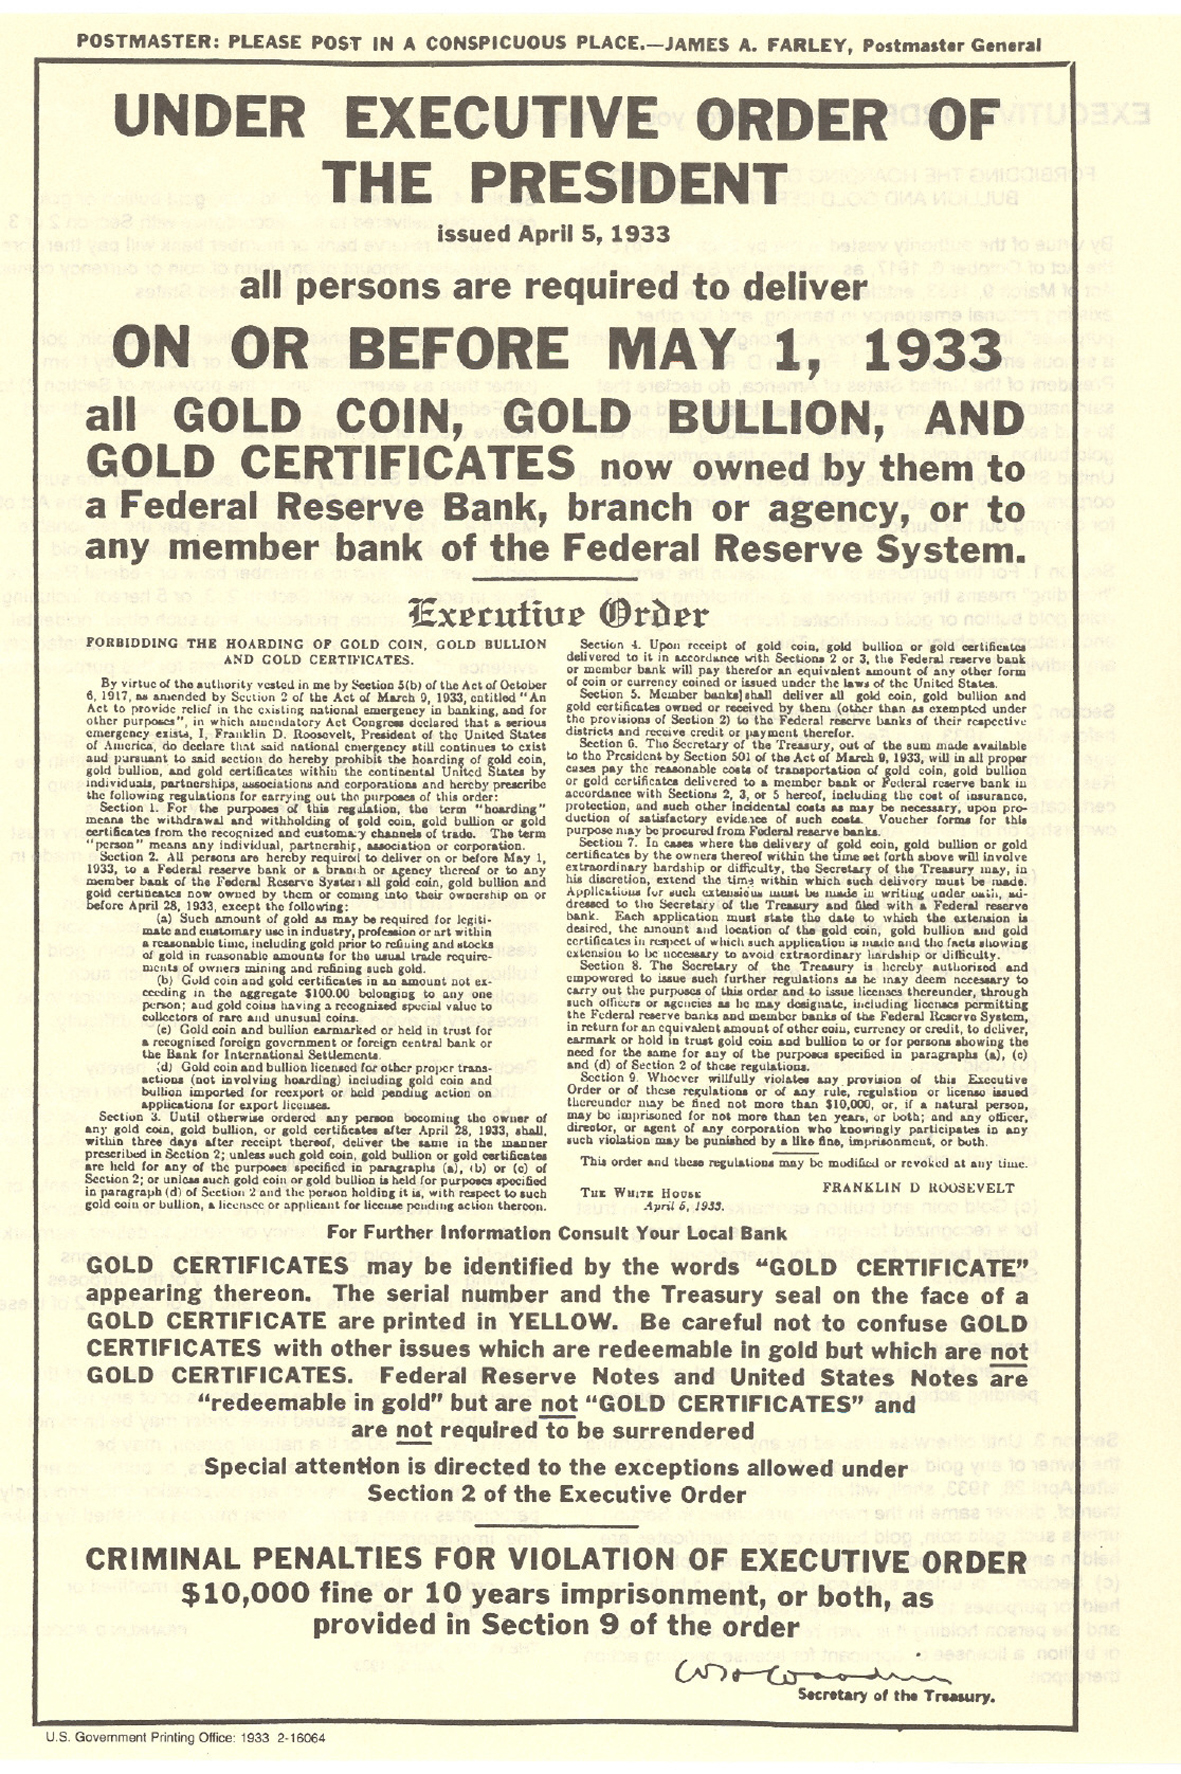 POSTMASTER: PLEASE POST IN A CONSPICUOUS PLACE.—JAMES A. FARLEY, Postmaster General
UNDER EXECUTIVE ORDER OF
THE PRESIDENT
issued April 5, 1933
all persons are required to deliver
ON OR BEFORE MAY 1, 1933
all GOLD COIN, GOLD BULLION, AND
GOLD CERTIFICATES now owned by them to
a Federal Reserve Bank, branch or agency, or to
any member bank of the Federal Reserve System.
Executive Order
FORBIDDING THE HOARDING OF GOLD COIN, GOLD BULLION
AND GOLD CERTIFICATES.
By virtue of the authority vested in me by Section 5(b) of the Act of October
6, 1917, as amended by Section 2 of the Act of March 9, 1933, entitled "An
Act to provide relief in the existing national emergency in banking, and for
other purposes", in which amendatory Act Congress declared that a serious
emergency exists, I, Franklin D. Roosevelt, President of the United States
of America, do declare that said national emergency still continues to exist
and pursuant to said section do hereby prohibit the hoarding of gold coin,
gold bullion, and gold certificates within the continental United States by
individuals, partnerships, associations and corporations and hereby prescribe
the following regulations for carrying out the purposes of this order:
Section 1. For the purposes of this regulation, the term "hoarding"
means the withdrawal and withholding of gold coin, gold bullion or gold
certificates from the recognized and customary channels of trade. The term
"person" means any individual, partnership, association or corporation.
Section 2. All persons are hereby required to deliver on or before May 1,
1933, to a Federal reserve bank or a branch or agency thereof or to any
member bank of the Federal Reserve System all gold coin, gold bullion and
gold certificates now owned by them or coming into their ownership on or
before April 28, 1933, except the following:
(a) Such amount of gold as may be required for legiti-
mate and customary use in industry, profession or art within
a reasonable time, including gold prior to refining and stocks
of gold in reasonable amounts for the usual trade require-
ments of owners mining and refining such gold.
(b) Gold coin and gold certificates in an amount not ex-
ceeding in the aggregate $100.00 belonging to any one
person; and gold coins having a recognized special value to
collectors of rare and unusual coins.
(c) Gold coin and bullion earmarked or held in trust for
a recognized foreign government or foreign central bank or
the Bank for International Settlements.
(d) Gold coin and bullion licensed for other proper trans-
actions (not involving hoarding) including gold coin and
bullion imported for reexport or held pending action on
applications for export licenses.
Section 3. Until otherwise ordered any person becoming the owner of
any gold coin, gold bullion, or gold certificates after April 28, 1933, shall,
within three days after receipt thereof, deliver the same in the manner
prescribed in Section 2; unless such gold coin, gold bullion or gold certificates
are held for any of the purposes specified in paragraphs (a), (b) or (c) of
Section 2; or unless such gold coin or gold bullion is held for purposes specified
in paragraph (d) of Section 2 and the person holding it is, with respect to such
gold coin or bullion, a licensee or applicant for license pending action thereon.
Section 4. Upon receipt of gold coin, gold bullion or gold certificates
delivered to it in accordance with Sections 2 or 3, the Federal reserve bank
or member bank will pay therefor an equivalent amount of any other form
of coin or currency coined or issued under the laws of the United States.
Section 5. Member banks shall deliver all gold coin, gold bullion and
gold certificates owned or received by them (other than as exempted under
the provisions of Section 2) to the Federal reserve banks of their respective
districts and receive credit or payment therefor.
Section 6. The Secretary of the Treasury, out of the sum made available
to the President by Section 501 of the Act of March 9, 1933, will in all proper
cases pay the reasonable costs of transportation of gold coin, gold bullion
or gold certificates delivered to a member bank or Federal reserve bank in
accordance with Sections 2, 3, or 5 hereof, including the cost of insurance,
protection, and such other incidental costs as may be necessary, upon pro-
duction of satisfactory evidence of such costs. Voucher forms for this
purpose may be procured from Federal reserve banks.
Section 7. In cases where the delivery of gold coin, gold bullion or gold
certificates by the owners thereof within the time set forth above will involve
extraordinary hardship or difficulty, the Secretary of the Treasury may, in
his discretion, extend the time within which such delivery must be made.
Applications for such extensions must be made in writing under oath, ad-
dressed to the Secretary of the Treasury and filed with a Federal reserve
bank. Each application must state the date to which the extension is
desired, the amount and location of the gold coin, gold bullion and gold
certificates in respect of which such application is made and the facts showing
extension to be necessary to avoid extraordinary hardship or difficulty.
Section 8. The Secretary of the Treasury is hereby authorized and
empowered to issue such further regulations as he may deem necessary to
carry out the purposes of this order and to issue licenses thereunder, through
such officers or agencies as he may designate, including licenses permitting
the Federal reserve banks and member banks of the Federal Reserve System,
in return for an equivalent amount of other coin, currency or credit, to deliver,
earmark or hold in trust gold coin and bullion to or for persons showing the
need for the same for any of the purposes specified in paragraphs (a), (c)
and (d) of Section 2 of these regulations.
Section 9. Whoever willfully violates any provision of this Executive
Order or of these regulations or of any rule, regulation or license issued
thereunder may be fined not more than $10,000, or, if a natural person,
may be imprisoned for not more than ten years, or both; and any officer,
director, or agent of any corporation who knowingly participates in any
such violation may be punished by a like fine, imprisonment, or both.
This order and these regulations may be modified or revoked at any time.
FRANKLIN D ROOSEVELT
THE WHITE HOUSE
April 5, 1933.
For Further Information Consult Your Local Bank
GOLD CERTIFICATES may be identified by the words "GOLD CERTIFICATE"
appearing thereon. The serial number and the Treasury seal on the face of a
GOLD CERTIFICATE are printed in YELLOW. Be careful not to confuse GOLD
CERTIFICATES with other issues which are redeemable in gold but which are not
GOLD CERTIFICATES. Federal Reserve Notes and United States Notes are
"redeemable in gold" but are not "GOLD CERTIFICATES" and
are not required to be surrendered
Special attention is directed to the exceptions allowed under
Section 2 of the Executive Order
CRIMINAL PENALTIES FOR VIOLATION OF EXECUTIVE ORDER
$10,000 fine or 10 years imprisonment, or both, as
provided in Section 9 of the order
W H Woodin
Secretary of the Treasury.
U.S. Government Printing Office: 1933 2-16064